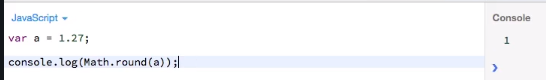 JavaScript
Console
var a = 1.27;
1
console.log(Math.round(a));